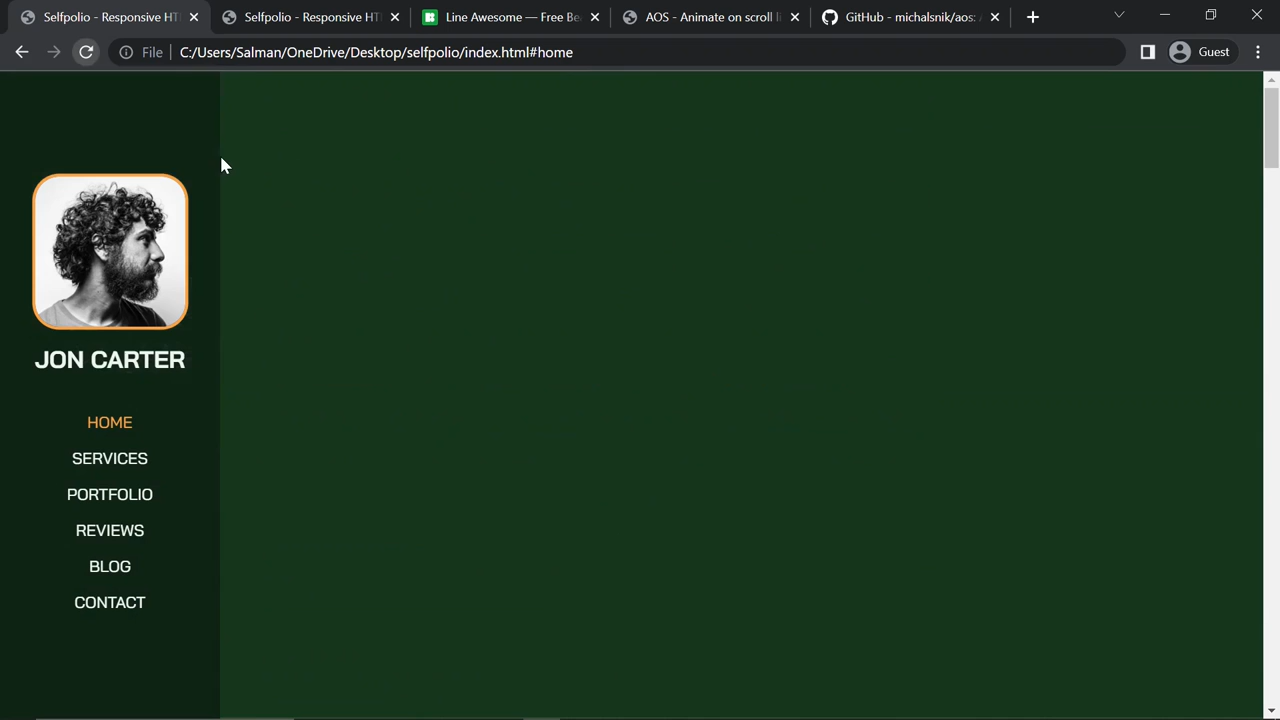 Selfpolio - Responsive HT
Selfpolio - Responsive HT
Line Awesome — Free Be
AOS - Animate on scroll li
GitHub - michalsnik/aos: A
File
C:/Users/Salman/OneDrive/Desktop/selfpolio/index.html#home
Guest
JON CARTER
HOME
SERVICES
PORTFOLIO
REVIEWS
BLOG
CONTACT